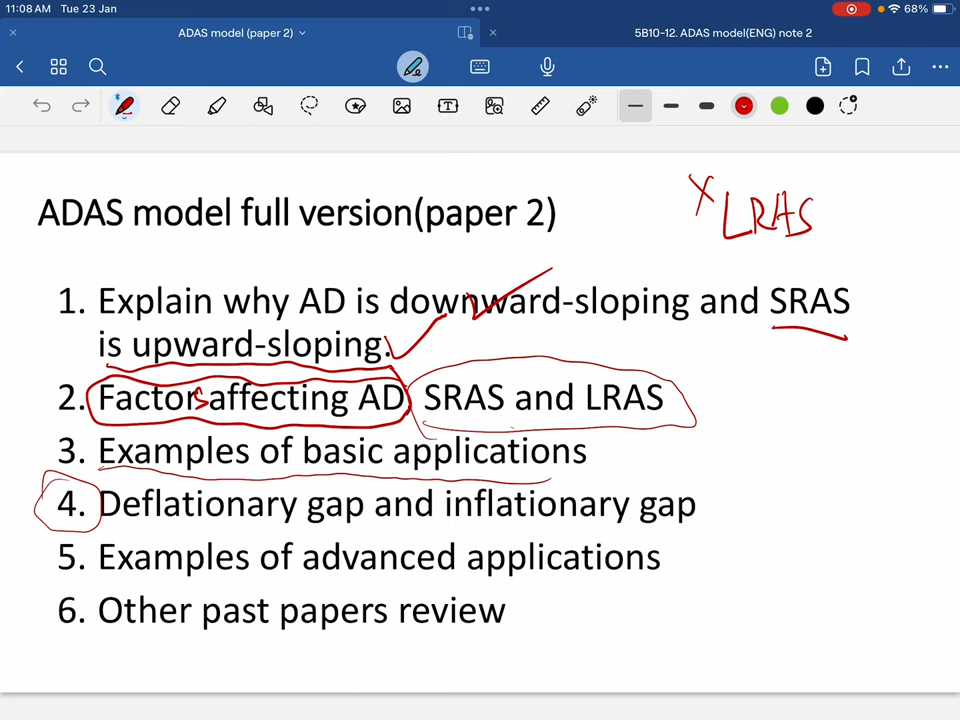 11:08 AM Tue 23 Jan
68%
ADAS model (paper 2)
5B10-12. ADAS model(ENG) note 2
ADAS model full version(paper 2)
x LRAS
1. Explain why AD is downward-sloping and SRAS
is upward-sloping.
2. Factors affecting AD, SRAS and LRAS
3. Examples of basic applications
4. Deflationary gap and inflationary gap
5. Examples of advanced applications
6. Other past papers review